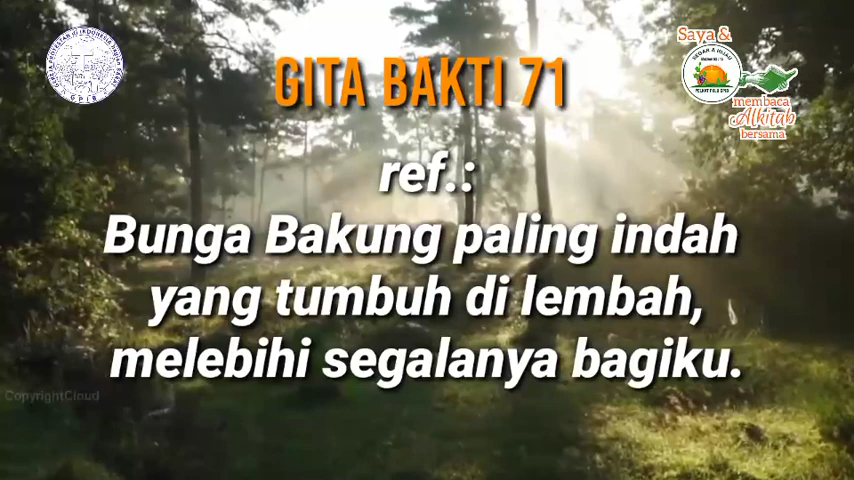 GITA BAKTI 71
Saya &
membaca
Alkitab
bersama
GPIB
ref.:
Bunga Bakung paling indah
yang tumbuh di lembah,
melebihi segalanya bagiku.
CopyrightCloud